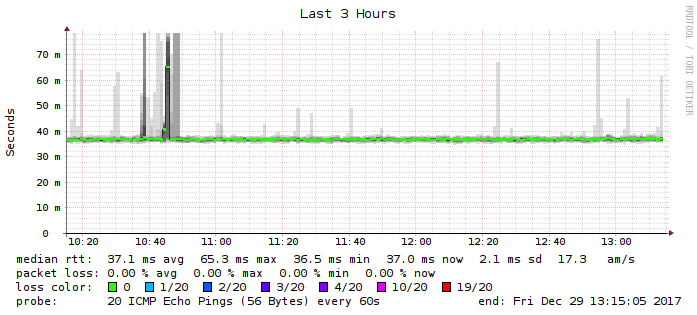 Last 3 Hours
RRDTOOL / TOBI OETIKER
Seconds
70 m
60 m
50 m
40 m
30 m
20 m
10 m
0
10:20 10:40 11:00 11:20 11:40 12:00 12:20 12:40 13:00
median rtt: 37.1 ms avg 65.3 ms max 36.5 ms min 37.0 ms now 2.1 ms sd 17.3 am/s
packet loss: 0.00 % avg 0.00 % max 0.00 % min 0.00 % now
loss color: 0 1/20 2/20 3/20 4/20 10/20 19/20
probe: 20 ICMP Echo Pings (56 Bytes) every 60s end: Fri Dec 29 13:15:05 2017